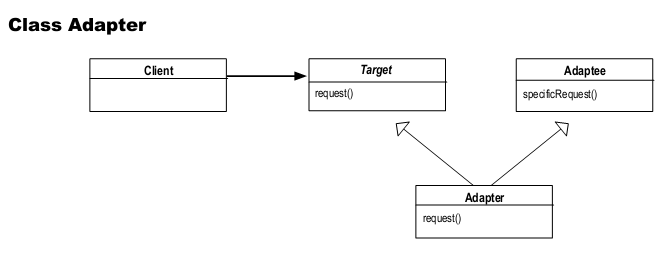 Class Adapter
Client
Target
request()
Adaptee
specificRequest()
Adapter
request()